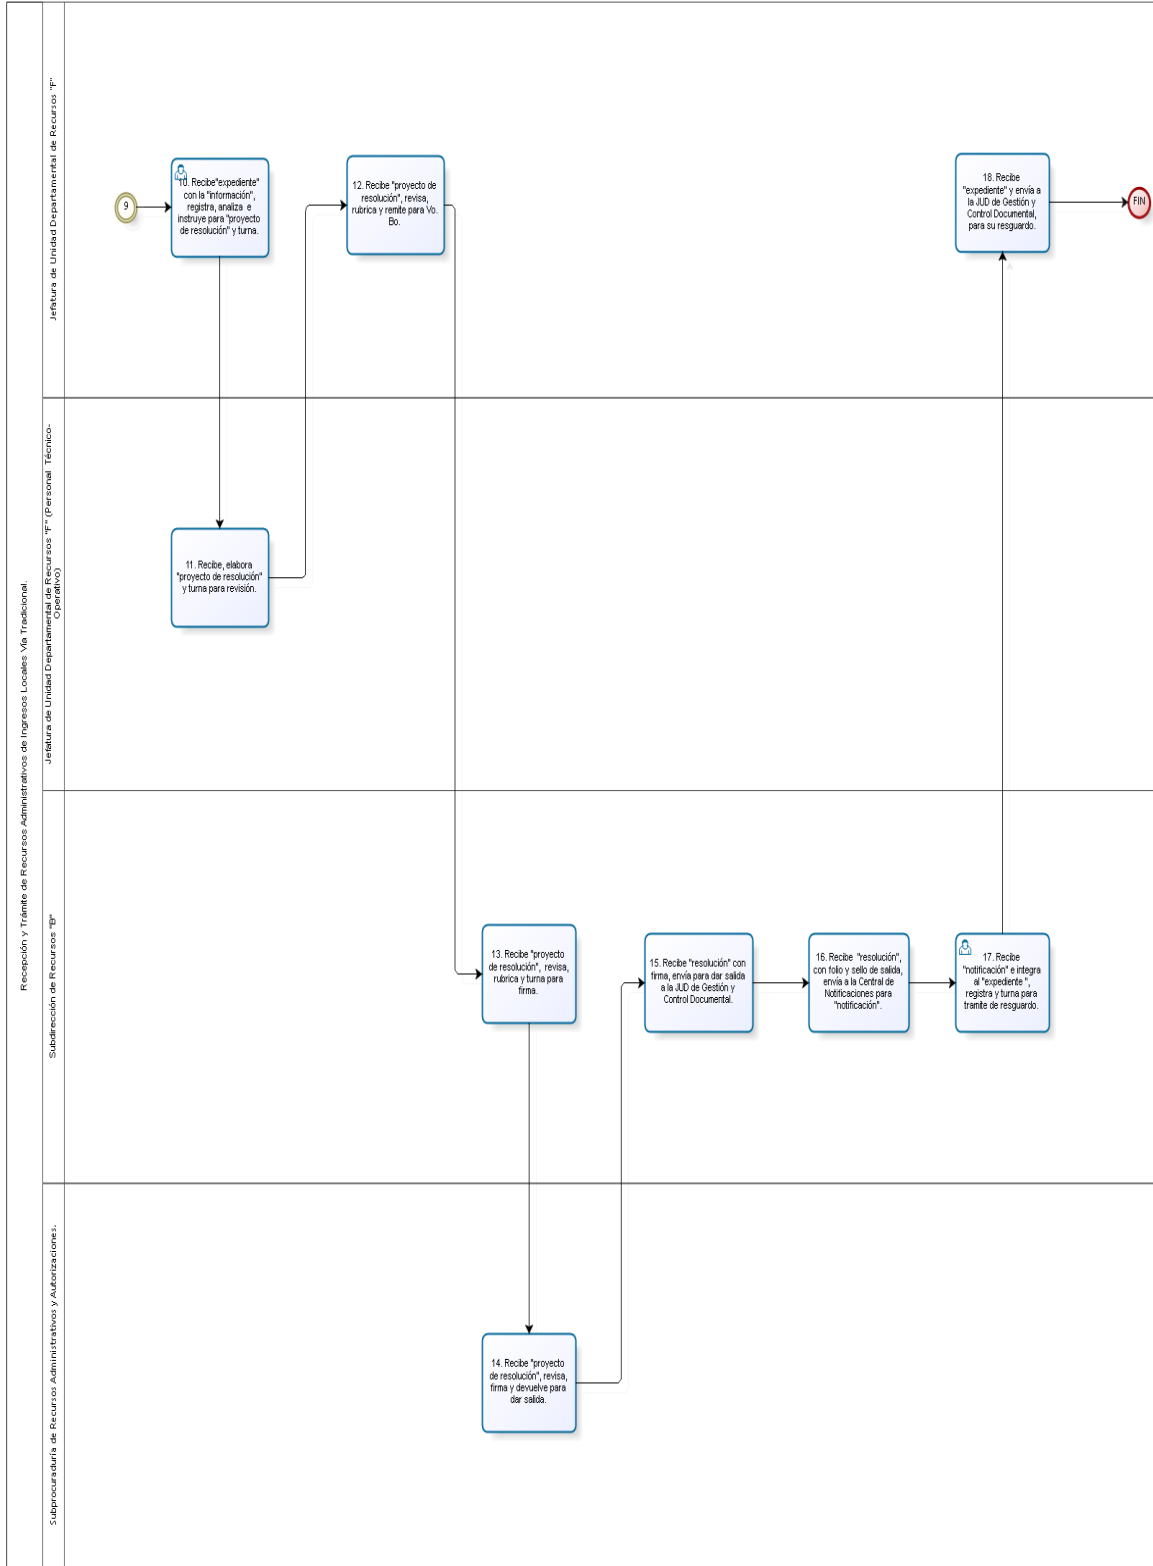 Recepción y Trámite de Recursos Administrativos de Ingresos Locales Vía Tradicional.
Jefatura de Unidad Departamental de Recursos "F"
9
10. Recibe"expediente"
con la "información",
registra, analiza e
instruye para "proyecto
de resolución" y turna.
12. Recibe "proyecto de
resolución", revisa,
rubrica y remite para Vo.
Bo.
18. Recibe
"expediente" y envía a
la JUD de Gestión y
Control Documental,
para su resguardo.
FIN
Jefatura de Unidad Departamental de Recursos "F" (Personal Técnico-
Operativo)
11. Recibe, elabora
"proyecto de resolución"
y turna para revisión.
Subdirección de Recursos "B"
13. Recibe "proyecto
de resolución", revisa,
rubrica y turna para
firma.
15. Recibe "resolución" con
firma, envía para dar salida
a la JUD de Gestión y
Control Documental.
16. Recibe "resolución",
con folio y sello de salida,
envía a la Central de
Notificaciones para
"notificación".
17. Recibe
"notificación" e integra
al "expediente ",
registra y turna para
tramite de resguardo.
Subprocuraduría de Recursos Administrativos y Autorizaciones.
14. Recibe "proyecto
de resolución", revisa,
firma y devuelve para
dar salida.